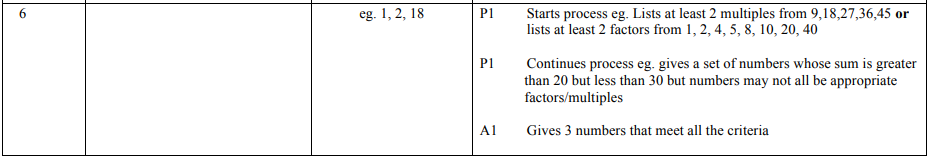 6
eg. 1, 2, 18
P1 Starts process eg. Lists at least 2 multiples from 9,18,27,36,45 or
lists at least 2 factors from 1, 2, 4, 5, 8, 10, 20, 40
P1 Continues process eg. gives a set of numbers whose sum is greater
than 20 but less than 30 but numbers may not all be appropriate
factors/multiples
A1 Gives 3 numbers that meet all the criteria